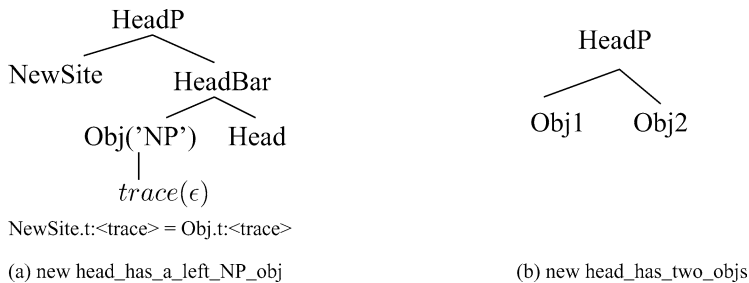 HeadP
NewSite
HeadBar
Obj('NP')
Head
trace(ϵ)
NewSite.t:<trace> = Obj.t:<trace>
(a) new head_has_a_left_NP_obj
HeadP
Obj1
Obj2
(b) new head_has_two_objs